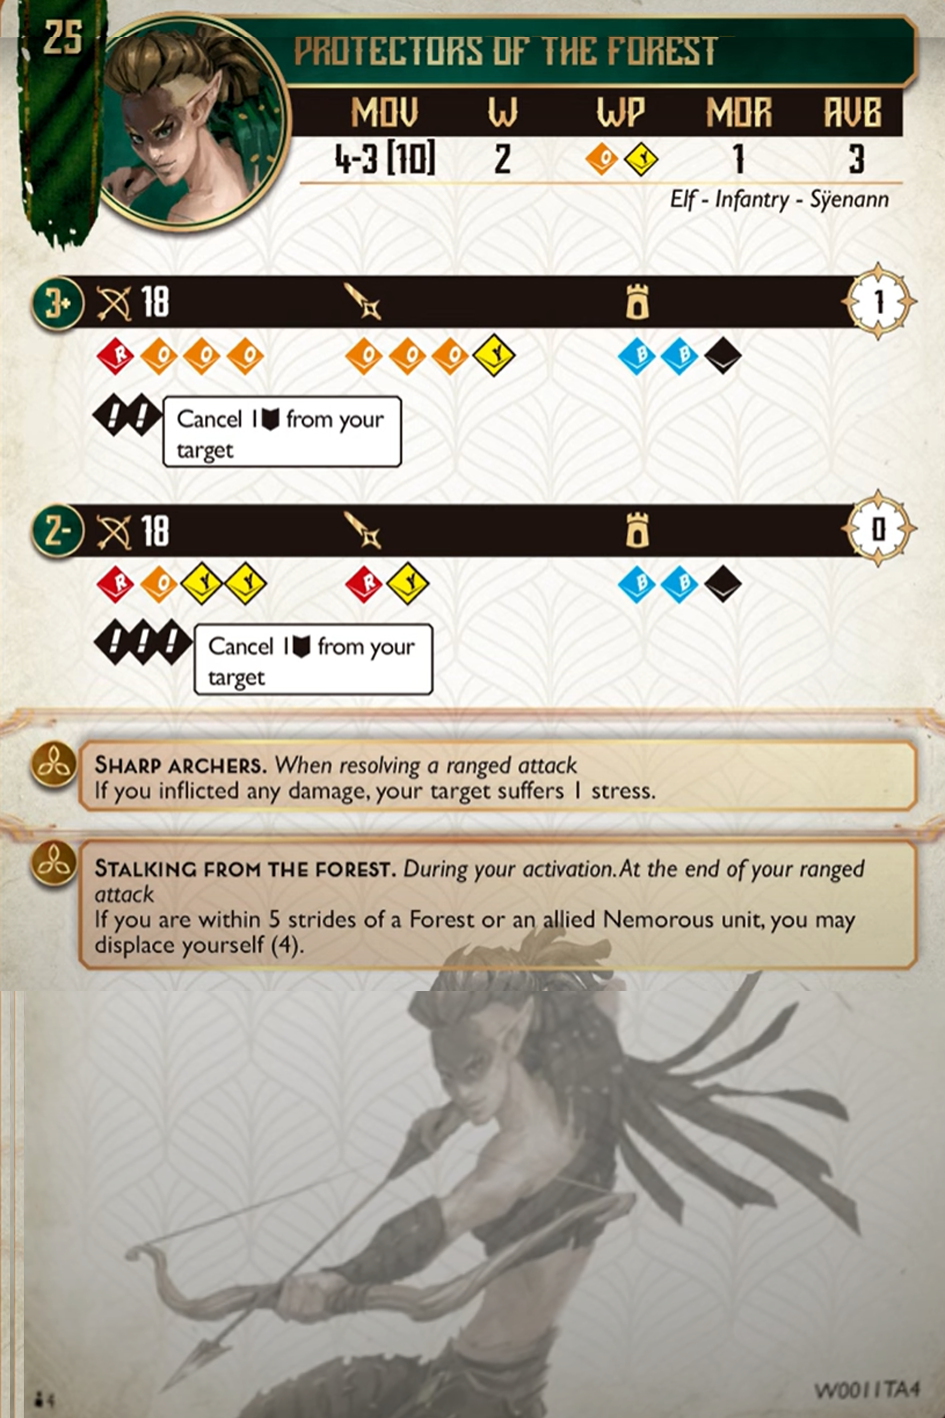 25
PROTECTORS OF THE FOREST
MOV W WP MOR AVB
4-3 [10] 2 O Y 1 3
Elf - Infantry - Sÿenann
3+ 18 1
R O O O O O O Y B B
! ! Cancel 1 from your
target
2- 18 0
R O Y Y R Y B B
! ! ! Cancel 1 from your
target
SHARP ARCHERS. When resolving a ranged attack
If you inflicted any damage, your target suffers 1 stress.
STALKING FROM THE FOREST. During your activation. At the end of your ranged
attack
If you are within 5 strides of a Forest or an allied Nemorous unit, you may
displace yourself (4).
4
W0011TA4